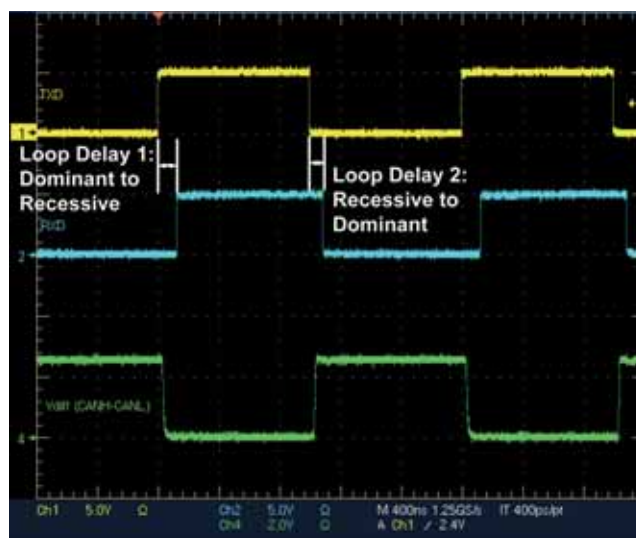 TXD
1
Loop Delay 1:
Dominant to
Recessive
Loop Delay 2:
Recessive to
Dominant
RXD
2
Vdiff (CANH-CANL)
4
Ch1 5.0V Ω Ch2 5.0V Ω M 400ns 1.25GS/s IT 400ps/pt
Ch4 2.0V Ω A Ch1 / 2.4V